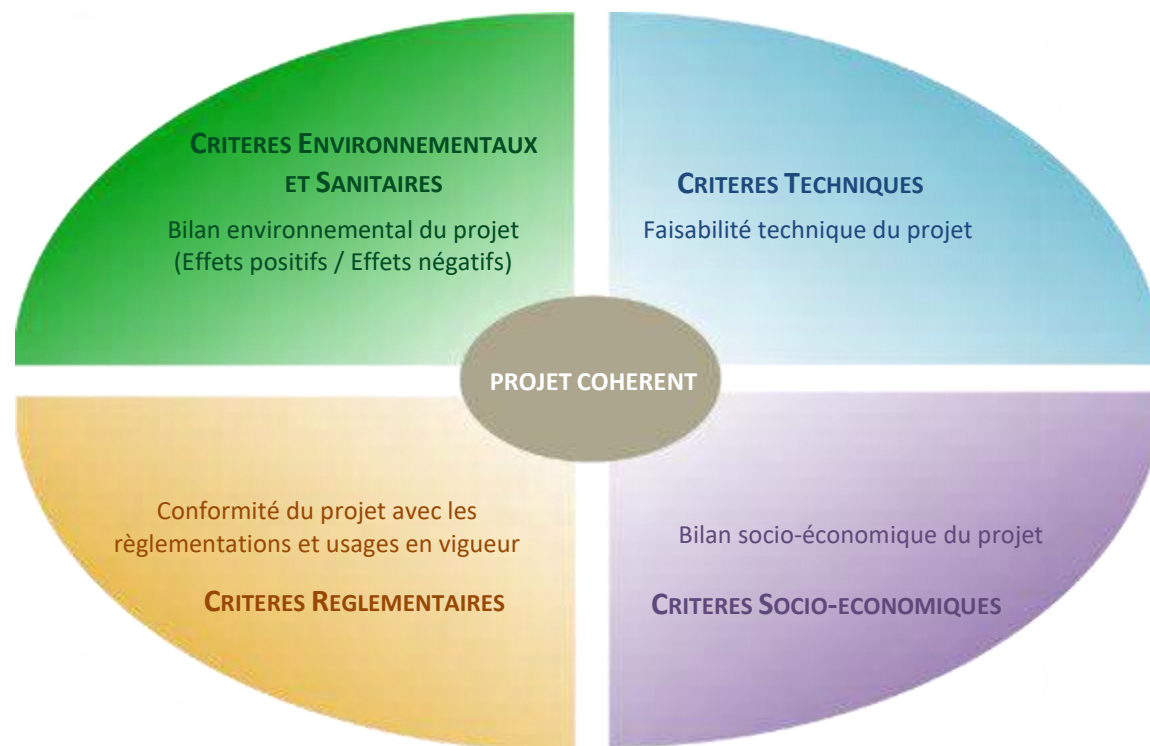 CRITERES ENVIRONNEMENTAUX
ET SANITAIRES
Bilan environnemental du projet
(Effets positifs / Effets négatifs)
CRITERES TECHNIQUES
Faisabilité technique du projet
PROJET COHERENT
Conformité du projet avec les
règlementations et usages en vigueur
CRITERES REGLEMENTAIRES
Bilan socio-économique du projet
CRITERES SOCIO-ECONOMIQUES